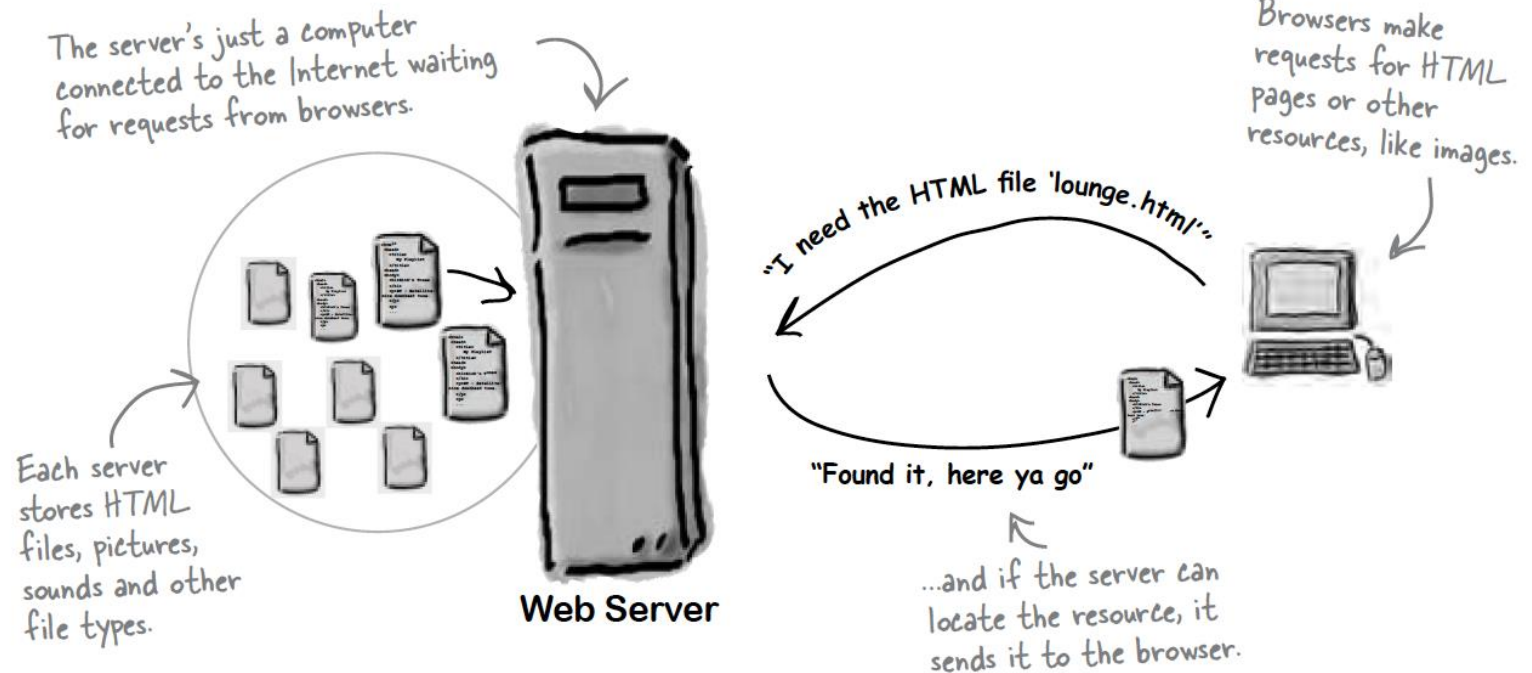 The server's just a computer
connected to the Internet waiting
for requests from browsers.
Browsers make
requests for HTML
pages or other
resources, like images.
"I need the HTML file 'lounge.html'"
"Found it, here ya go"
Each server
stores HTML
files, pictures,
sounds and other
file types.
Web Server
...and if the server can
locate the resource, it
sends it to the browser.